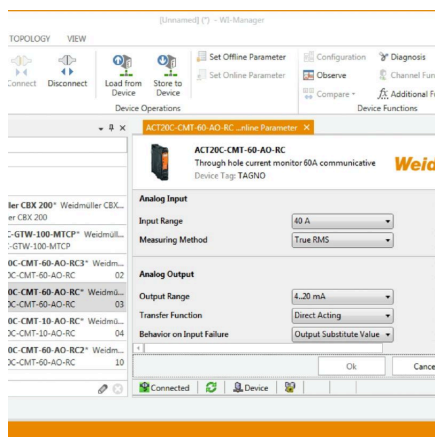 [Unnamed] (*) - WI-Manager
TOPOLOGY VIEW
Connect Disconnect Load from Device Store to Device
Set Offline Parameter
Set Online Parameter
Configuration Diagnosis
Observe Channel Fun
Compare Additional F
Device Operations Device Functions
ACT20C-CMT-60-AO-RC ...nline Parameter ×
ACT20C-CMT-60-AO-RC
Through hole current monitor 60A communicative
Device Tag: TAGNO
Weid
ler CBX 200* Weidmüller CBX...
er CBX 200
C-GTW-100-MTCP* Weidmüll...
C-GTW-100-MTCP
0C-CMT-60-AO-RC3* Weidm...
0C-CMT-60-AO-RC 02
0C-CMT-60-AO-RC* Weidmü...
0C-CMT-60-AO-RC 03
0C-CMT-10-AO-RC* Weidmü...
0C-CMT-10-AO-RC 04
0C-CMT-60-AO-RC2* Weidm...
0C-CMT-60-AO-RC 10
Analog Input
Input Range 40 A
Measuring Method True RMS
Analog Output
Output Range 4..20 mA
Transfer Function Direct Acting
Behavior on Input Failure Output Substitute Value
Ok Cance
Connected Device